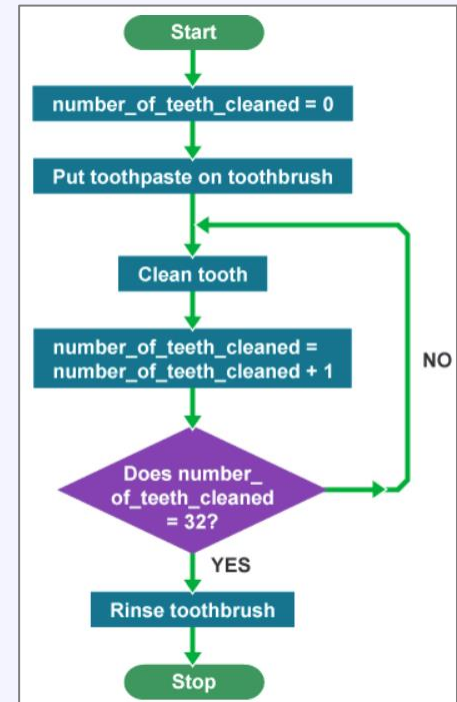 Start
number_of_teeth_cleaned = 0
Put toothpaste on toothbrush
Clean tooth
number_of_teeth_cleaned =
number_of_teeth_cleaned + 1
NO
Does number_
of_teeth_cleaned
= 32?
YES
Rinse toothbrush
Stop